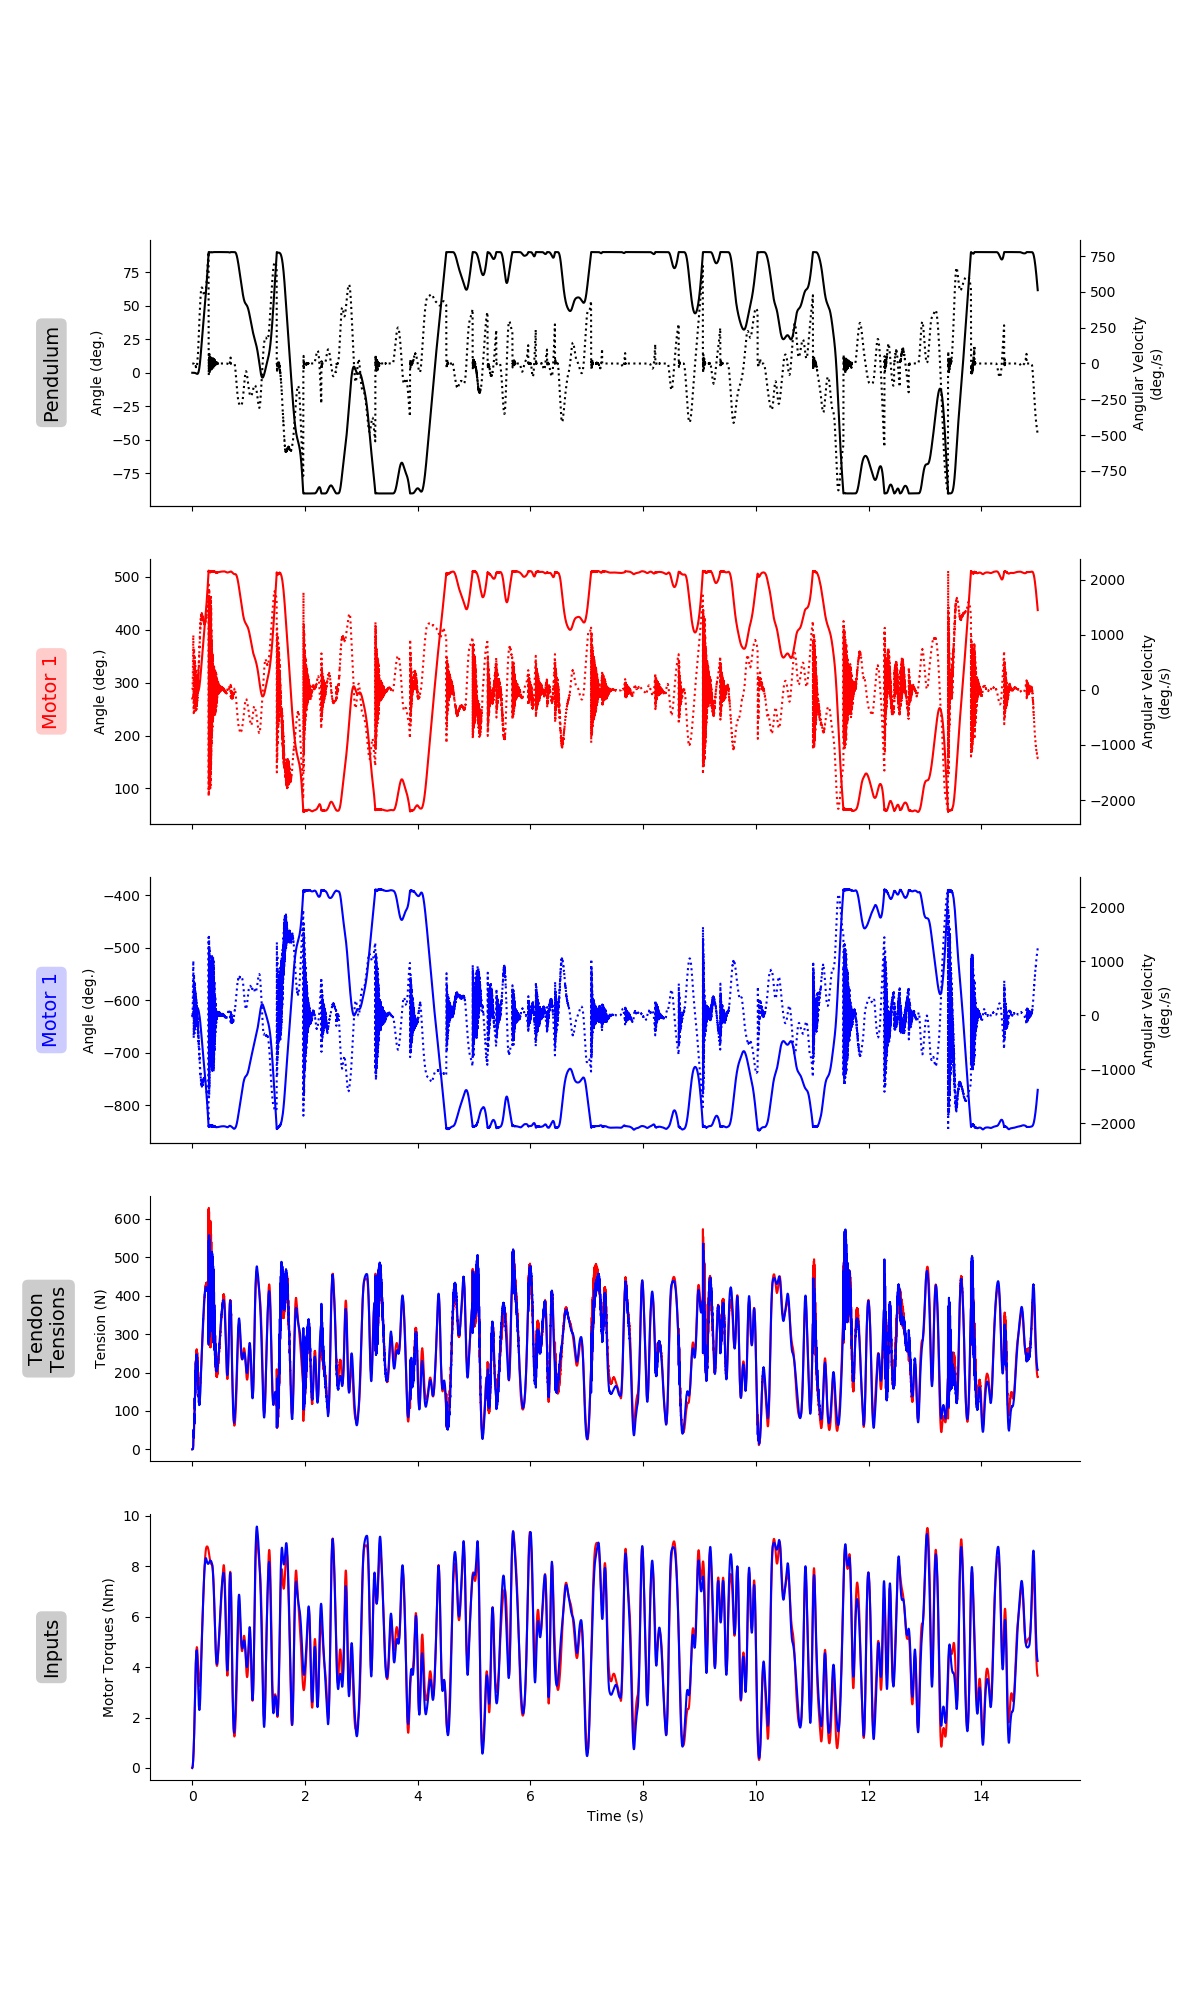 Pendulum
Angle (deg.)
75
50
25
0
−25
−50
−75
750
500
250
0
−250
−500
−750
Angular Velocity
(deg./s)
Motor 1
Angle (deg.)
500
400
300
200
100
2000
1000
0
−1000
−2000
Angular Velocity
(deg./s)
Motor 1
Angle (deg.)
−400
−500
−600
−700
−800
2000
1000
0
−1000
−2000
Angular Velocity
(deg./s)
Tendon
Tensions
Tension (N)
600
500
400
300
200
100
0
Inputs
Motor Torques (Nm)
10
8
6
4
2
0
0 2 4 6 8 10 12 14
Time (s)